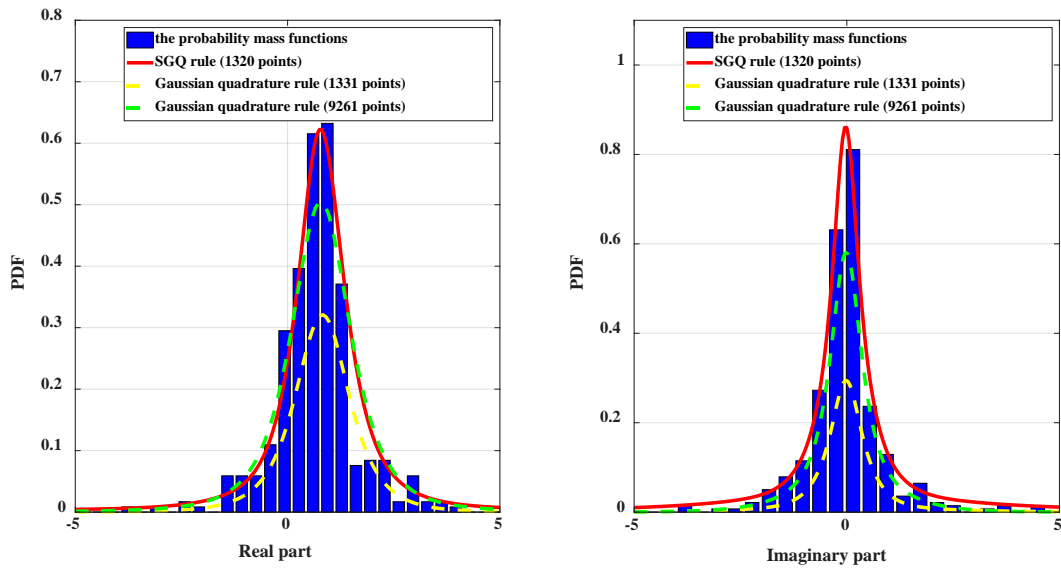 0.8
0.7
0.6
0.5
0.4
0.3
0.2
0.1
0
PDF
-5
0
5
Real part
the probability mass functions
SGQ rule (1320 points)
Gaussian quadrature rule (1331 points)
Gaussian quadrature rule (9261 points)
1
0.8
0.6
0.4
0.2
0
PDF
-5
0
5
Imaginary part
the probability mass functions
SGQ rule (1320 points)
Gaussian quadrature rule (1331 points)
Gaussian quadrature rule (9261 points)